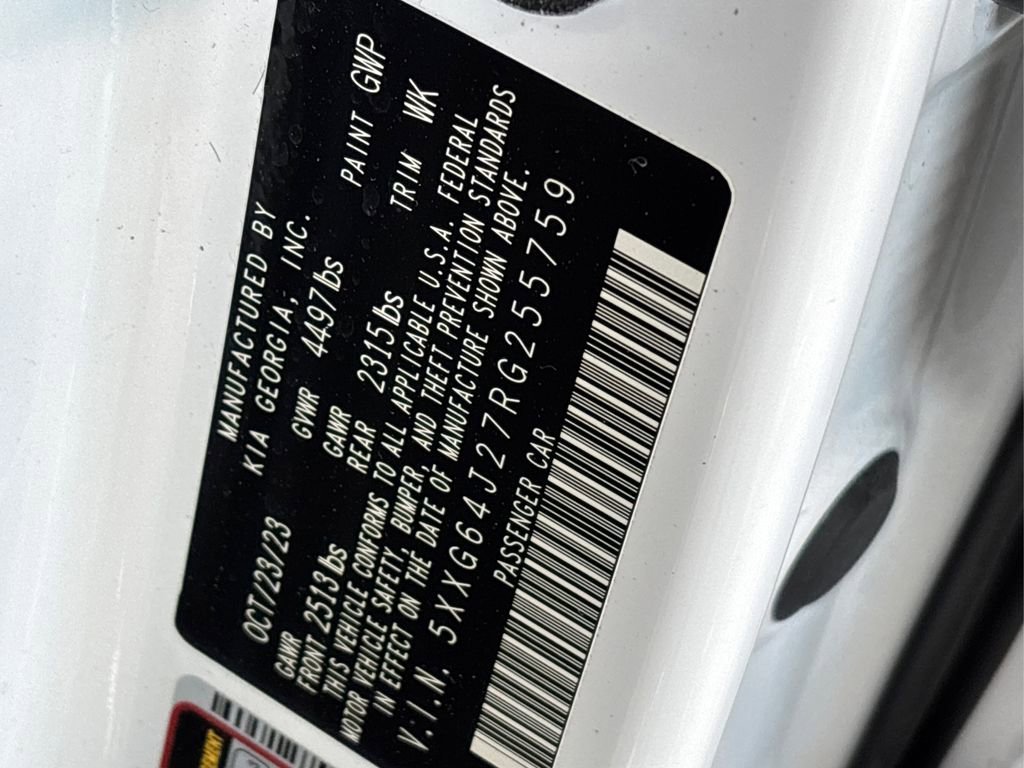 MANUFACTURED BY
OCT/23/23 KIA GEORGIA, INC.
GVWR 4497lbs PAINT GWP
GAWR GAWR
FRONT 2513lbs REAR 2315lbs TRIM WK
THIS VEHICLE CONFORMS TO ALL APPLICABLE U.S.A. FEDERAL
MOTOR VEHICLE SAFETY, BUMPER, AND THEFT PREVENTION STANDARDS
IN EFFECT ON THE DATE OF MANUFACTURE SHOWN ABOVE.
V.I.N. 5XXG64J27RG255759
PASSENGER CAR